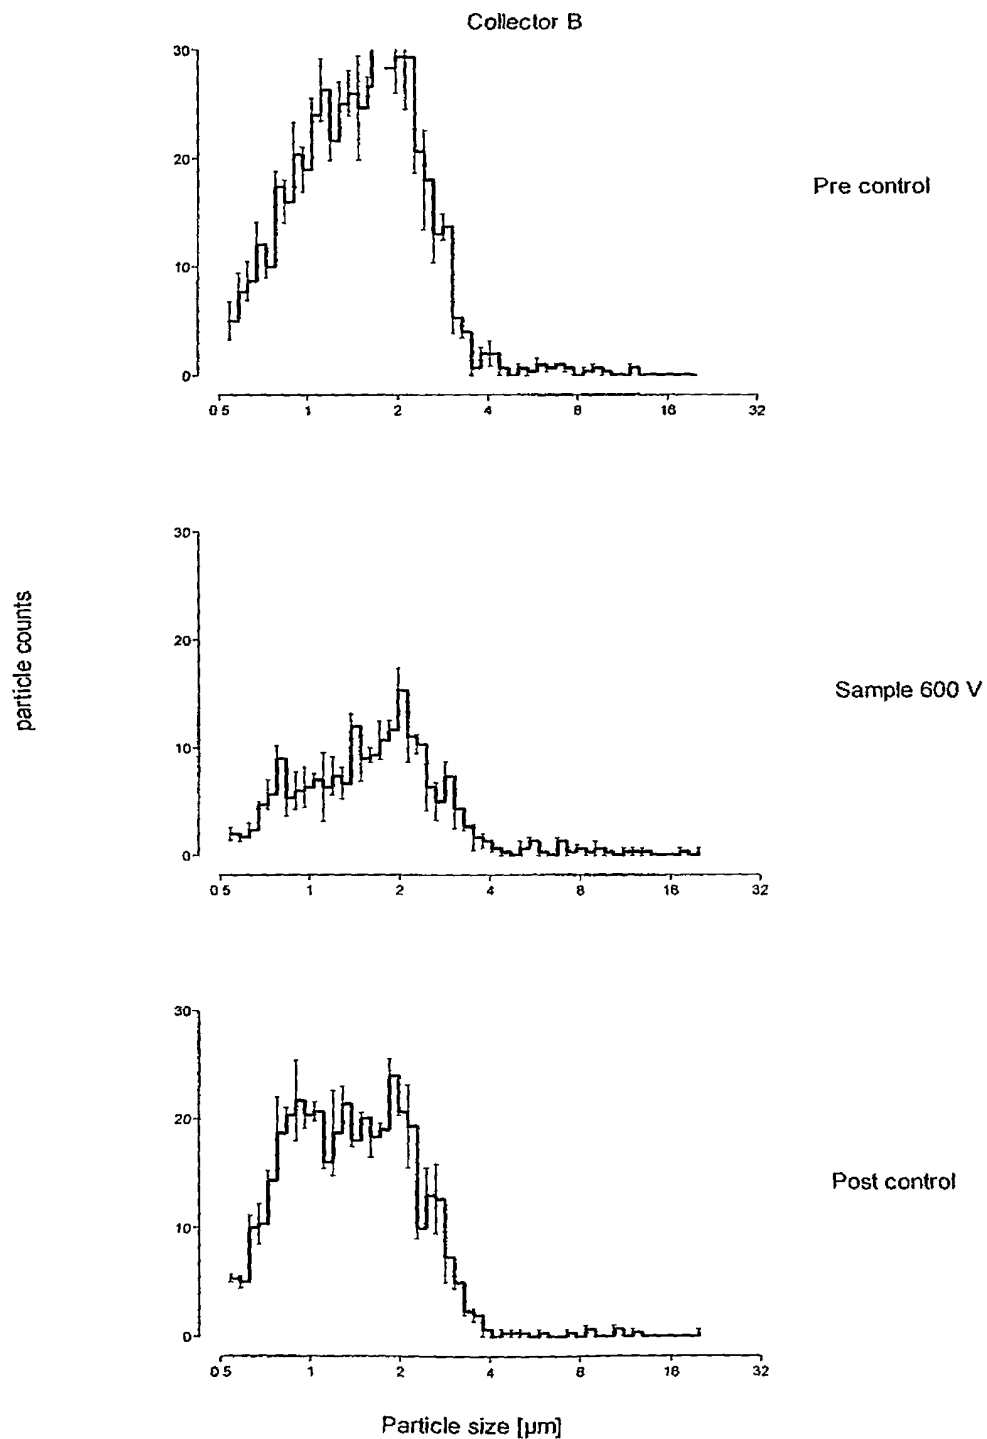 Collector B
30
20
10
0
0.5 1 2 4 8 16 32
Pre control
particle counts
30
20
10
0
0.5 1 2 4 8 16 32
Sample 600 V
30
20
10
0
0.5 1 2 4 8 16 32
Post control
Particle size [µm]